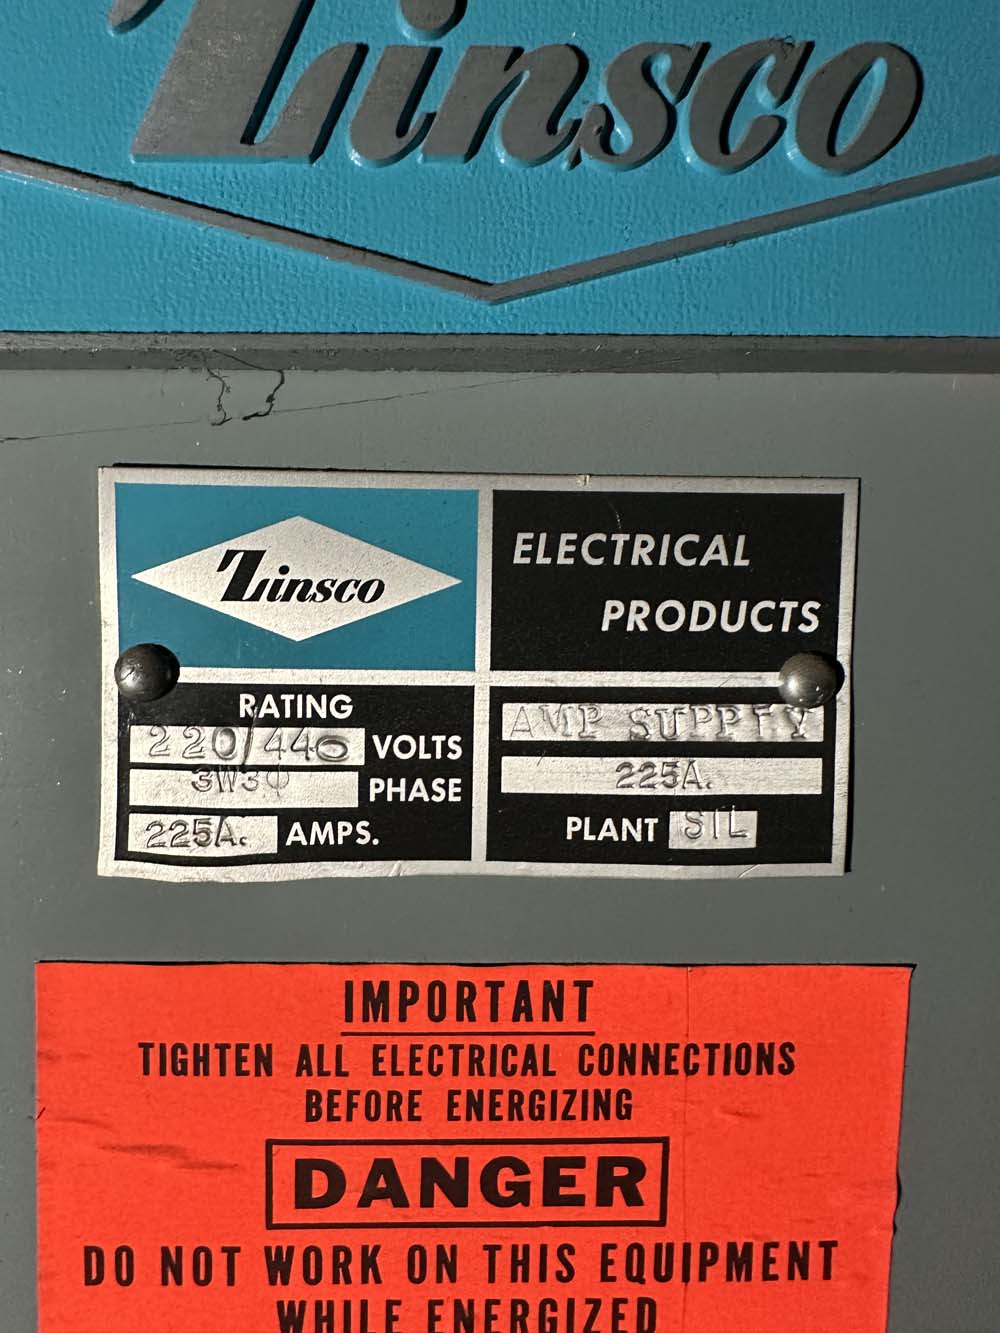 Zinsco
Zinsco
ELECTRICAL
PRODUCTS
RATING
220/440 VOLTS
3W3Φ PHASE
225A. AMPS.
AMP SUPPLY
225A.
PLANT STL
IMPORTANT
TIGHTEN ALL ELECTRICAL CONNECTIONS
BEFORE ENERGIZING
DANGER
DO NOT WORK ON THIS EQUIPMENT
WHILE ENERGIZED